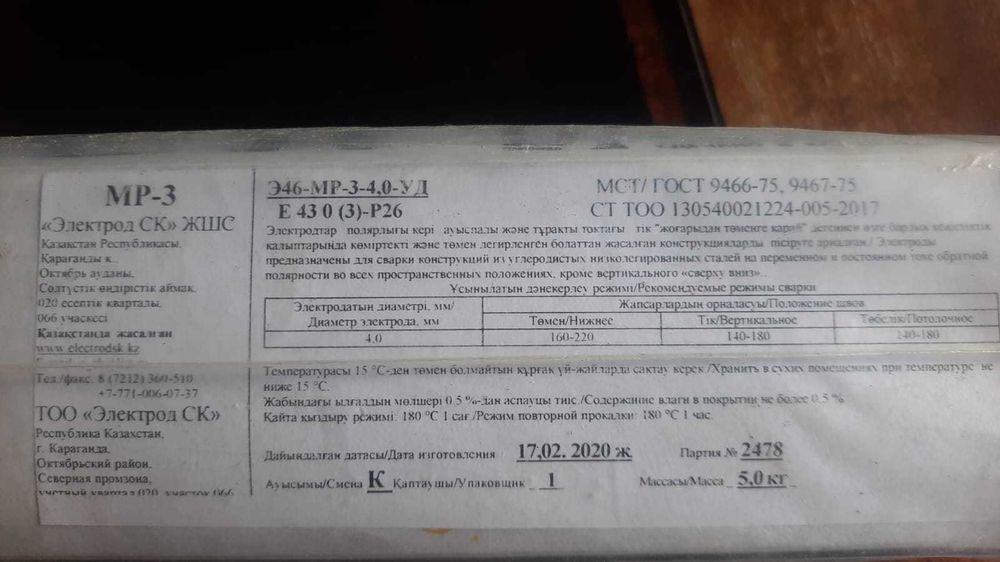 МР-3
«Электрод СК» ЖШС
Қазақстан Республикасы,
Қарағанды қ.,
Октябрь ауданы,
Солтүстік өндірістік аймақ,
020 есептік кварталы,
066 учаскесі
Қазақстанда жасалған
www.electrodsk.kz
Тел./факс. 8 (7212) 360-510
+7-771-006-07-37
ТОО «Электрод СК»
Республика Казахстан,
г. Караганда,
Октябрьский район,
Северная промзона,
учетный квартал 020, участок 066
Э46-МР-3-4,0-УД
Е 43 0 (3)-Р26
МСТ/ ГОСТ 9466-75, 9467-75
СТ ТОО 130540021224-005-2017
Электродтар полярлығы кері ауыспалы және тұрақты тоқтағы тік "жоғарыдан төменге қарай" дегеннен өзге барлық кеңістіктік
қалыптарында көміртекті және төмен легирленген болаттан жасалған конструкцияларды пісіруге арналған./ Электроды
предназначены для сварки конструкций из углеродистых низколегированных сталей на переменном и постоянном токе обратной
полярности во всех пространственных положениях, кроме вертикального «сверху вниз».
Ұсынылатын дәнекерлеу режимі/Рекомендуемые режимы сварки
Электродатын диаметрі, мм/ Диаметр электрода, мм
Жапсарлардын орналасуы/Положение швов
Төмен/Нижнее Тік/Вертикальное Төбелік/Потолочное
4,0 160-220 140-180 140-180
Температурасы 15 °С-ден төмен болмайтын құрғақ үй-жайларда сақтау керек /Хранить в сухих помещениях при температуре не
ниже 15 °С.
Жабындағы ылғалдын мөлшері 0,5 %-дан аспауцы тиіс./Содержание влаги в покрытии не более 0,5 %
Қайта қыздыру режимі: 180 °С 1 сағ./Режим повторной прокалки: 180 °С 1 час.
Дайындалған датасы/Дата изготовления 17,02. 2020 ж Партия № 2478
Ауысымы/Смена К Қаптаушы/Упаковщик 1 Массасы/Масса 5,0 кг